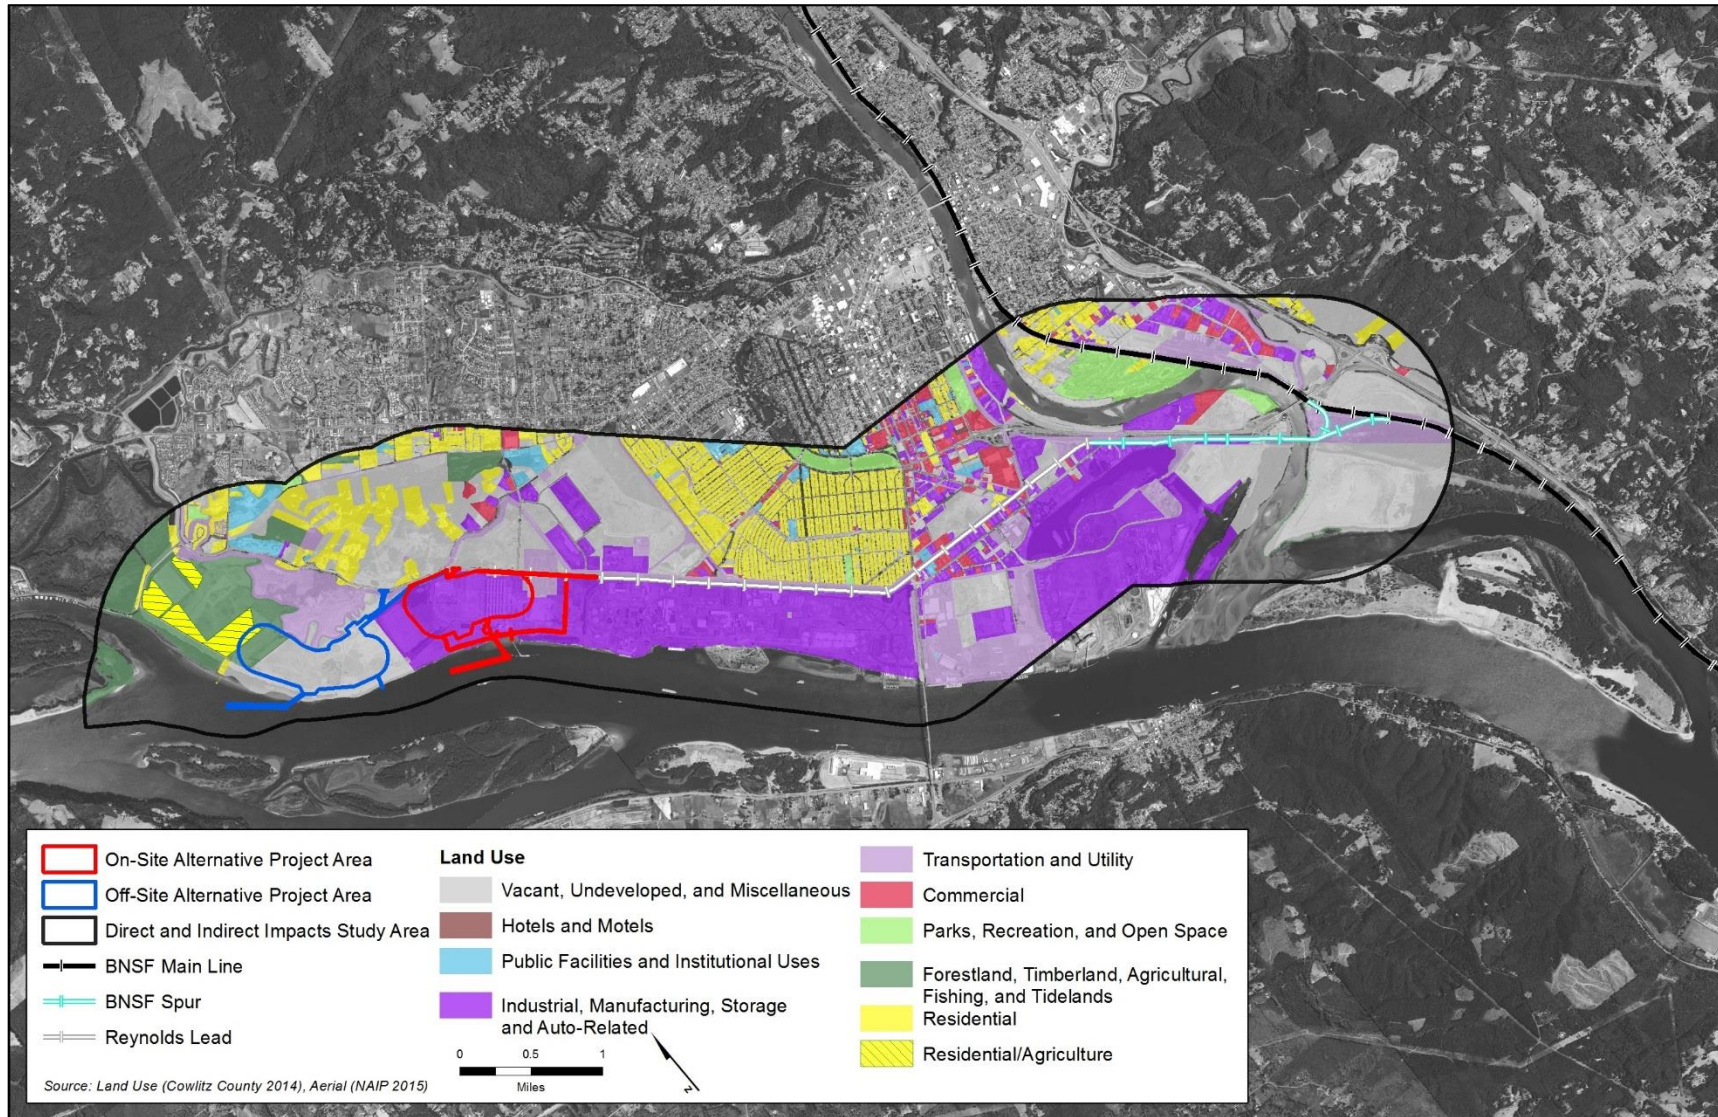 On-Site Alternative Project Area
Off-Site Alternative Project Area
Direct and Indirect Impacts Study Area
BNSF Main Line
BNSF Spur
Reynolds Lead
Source: Land Use (Cowlitz County 2014), Aerial (NAIP 2015)
Land Use
Vacant, Undeveloped, and Miscellaneous
Hotels and Motels
Public Facilities and Institutional Uses
Industrial, Manufacturing, Storage
and Auto-Related
0 0.5 1
Miles
N
Transportation and Utility
Commercial
Parks, Recreation, and Open Space
Forestland, Timberland, Agricultural,
Fishing, and Tidelands
Residential
Residential/Agriculture